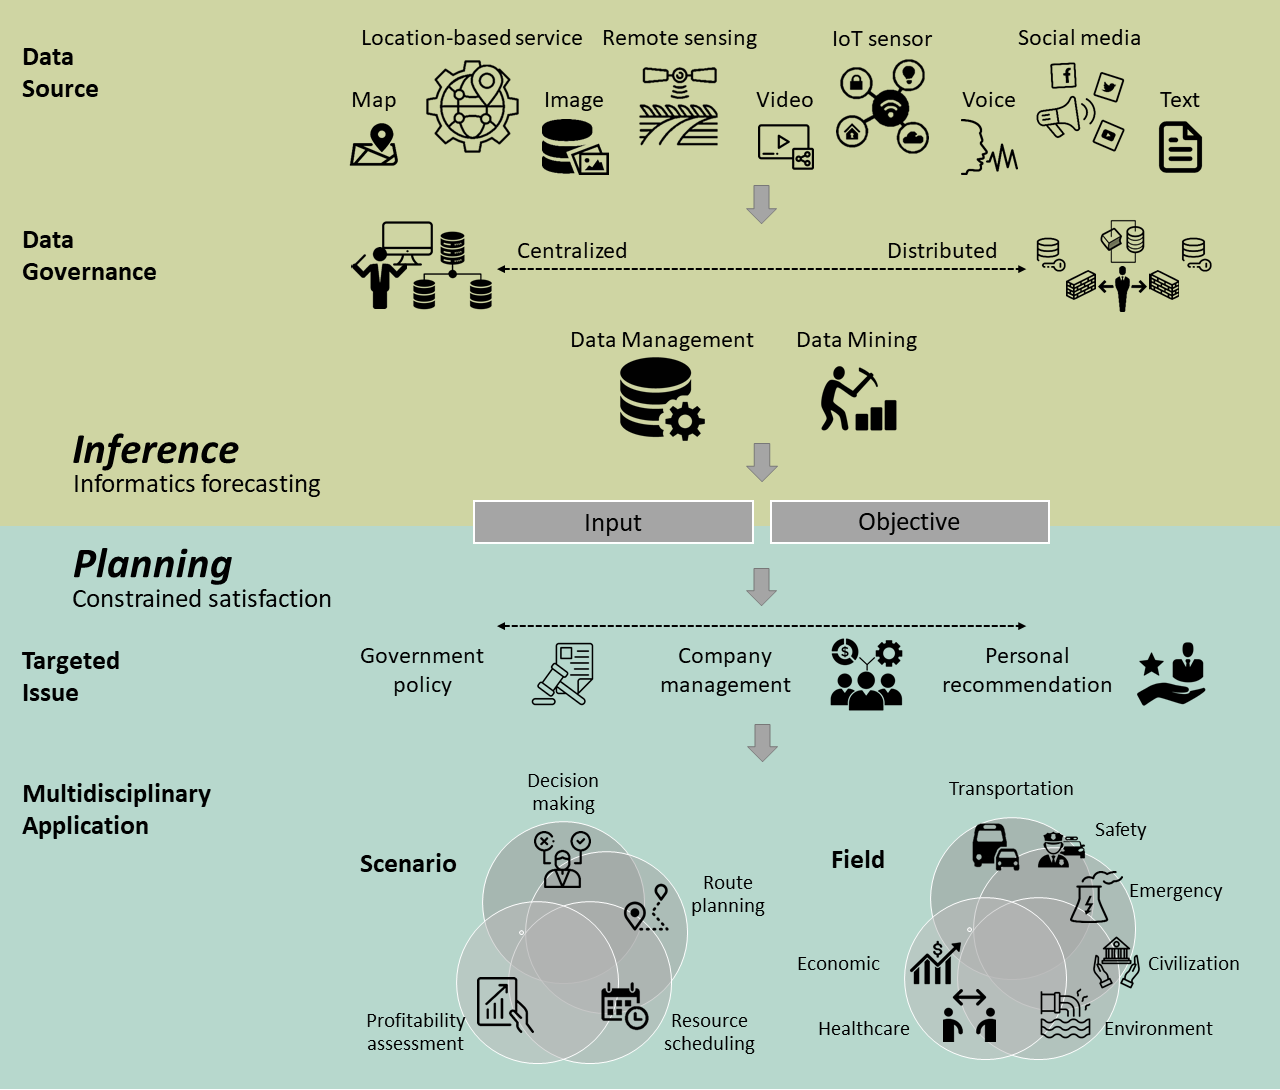 Data
Source
Location-based service
Remote sensing
IoT sensor
Social media
Map
Image
Video
Voice
Text
Data
Governance
Centralized
Distributed
Data Management
Data Mining
Inference
Informatics forecasting
Input
Objective
Planning
Constrained satisfaction
Targeted
Issue
Government
policy
Company
management
Personal
recommendation
Multidisciplinary
Application
Scenario
Decision
making
Route
planning
Resource
scheduling
Profitability
assessment
Field
Transportation
Safety
Emergency
Civilization
Environment
Healthcare
Economic